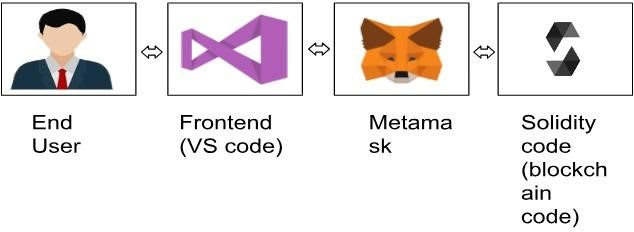 End
User
Frontend
(VS code)
Metama
sk
Solidity
code
(blockch
ain
code)